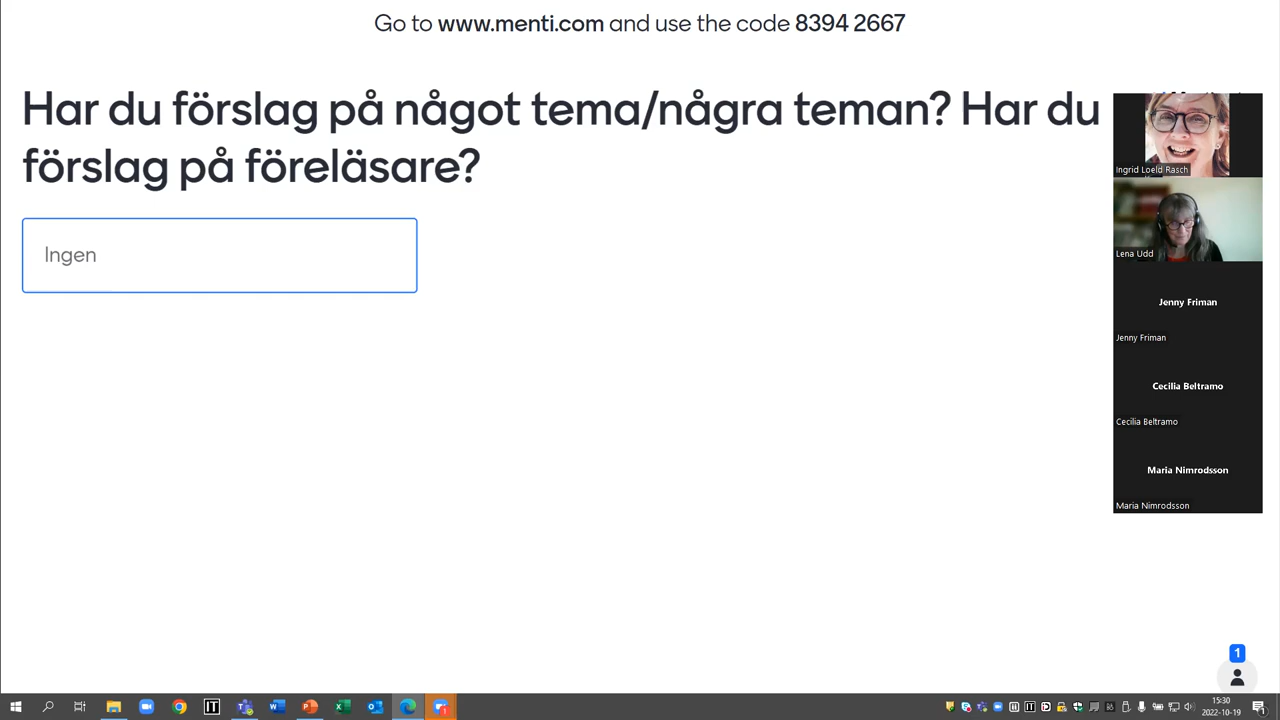 Go to www.menti.com and use the code 8394 2667
Har du förslag på något tema/några teman? Har du
förslag på föreläsare?
Ingen
Ingrid Loeld Rasch
Lena Udd
Jenny Friman
Jenny Friman
Cecilia Beltramo
Cecilia Beltramo
Maria Nimrodsson
Maria Nimrodsson
1
15:30
2022-10-19